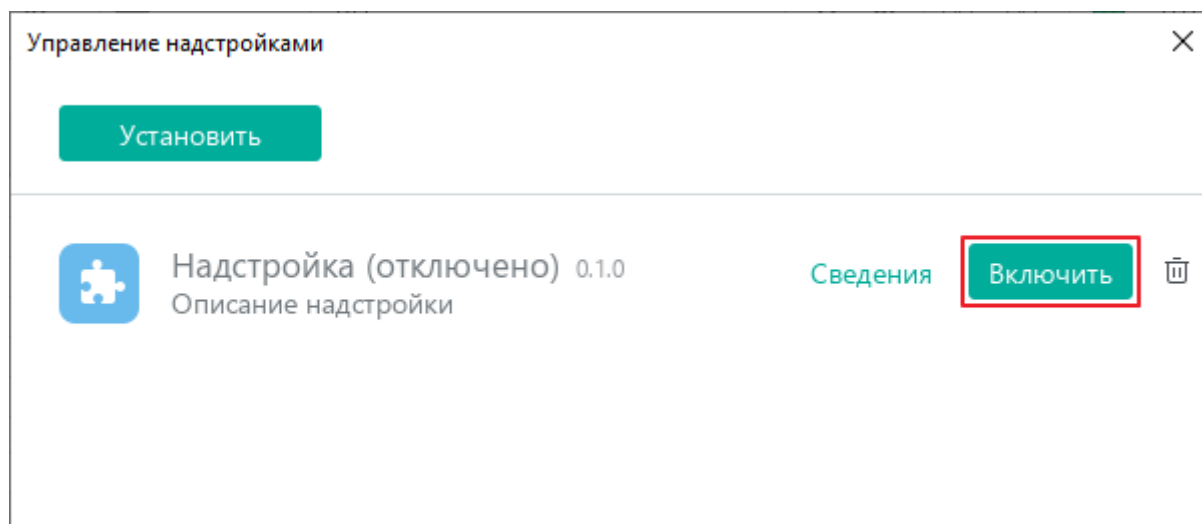 Управление надстройками
Установить
Надстройка (отключено) 0.1.0
Сведения
Включить
Описание надстройки